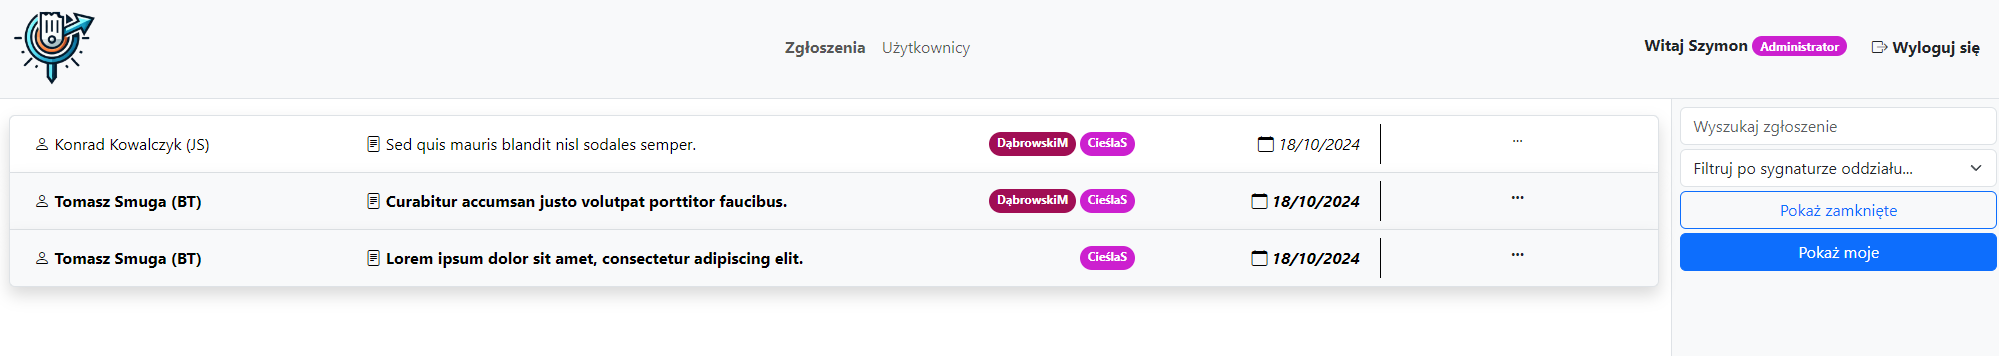 Zgłoszenia Użytkownicy Witaj Szymon Administrator Wyloguj się
Konrad Kowalczyk (JS) Sed quis mauris blandit nisl sodales semper. DąbrowskiM CieślaS 18/10/2024 ...
Tomasz Smuga (BT) Curabitur accumsan justo volutpat porttitor faucibus. DąbrowskiM CieślaS 18/10/2024 ...
Tomasz Smuga (BT) Lorem ipsum dolor sit amet, consectetur adipiscing elit. CieślaS 18/10/2024 ...
Wyszukaj zgłoszenie
Filtruj po sygnaturze oddziału...
Pokaż zamknięte
Pokaż moje